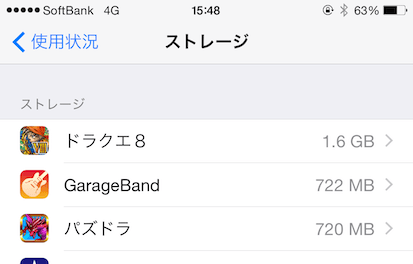 ●●●●● SoftBank 4G 15:48 63%
使用状況 ストレージ
ストレージ
ドラクエ8 1.6 GB
GarageBand 722 MB
パズドラ 720 MB